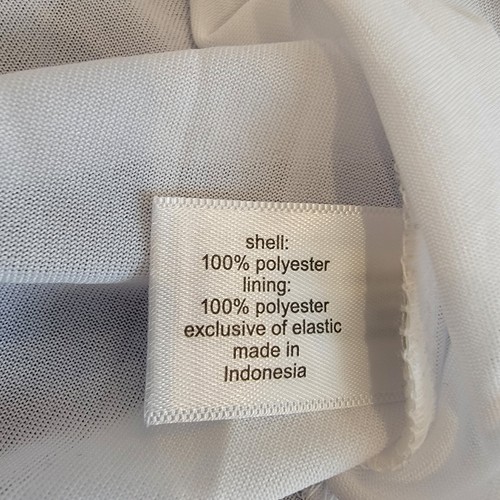 shell:
100% polyester
lining:
100% polyester
exclusive of elastic
made in
Indonesia